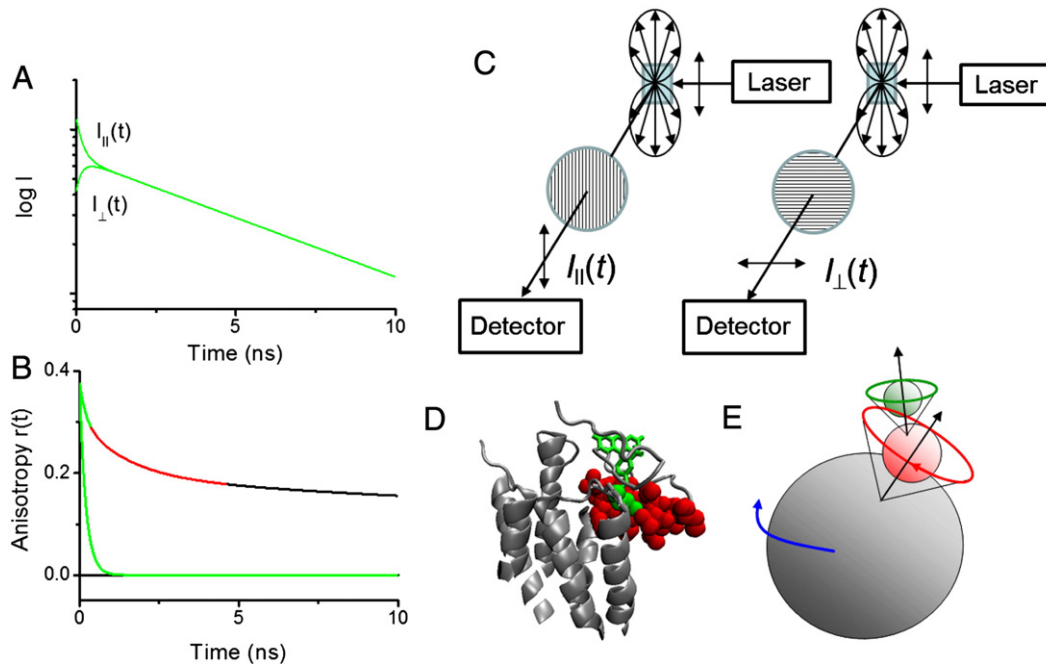 A
I||(t)
I⊥(t)
log I
0
5
10
Time (ns)
B
0.4
0.2
0.0
Anisotropy r(t)
0
5
10
Time (ns)
C
Laser
Laser
I||(t)
I⊥(t)
Detector
Detector
D
E